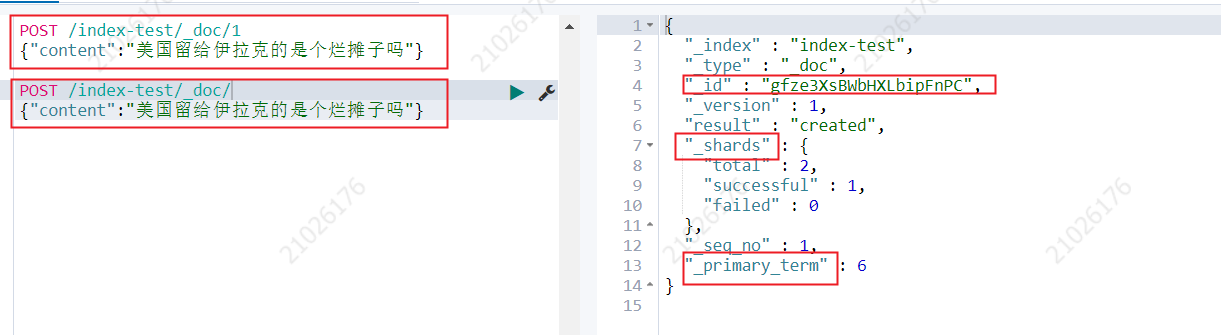 POST /index-test/_doc/1
{"content":"美国留给伊拉克的是个烂摊子吗"}
POST /index-test/_doc/
{"content":"美国留给伊拉克的是个烂摊子吗"}
1 {
2 "_index" : "index-test",
3 "_type" : "_doc",
4 "_id" : "gfze3XsBWbHXLbipFnPC",
5 "_version" : 1,
6 "result" : "created",
7 "_shards" : {
8 "total" : 2,
9 "successful" : 1,
10 "failed" : 0
11 },
12 "_seq_no" : 1,
13 "_primary_term" : 6
14 }
15
21026176
21026176
21026176
21026176
21026176